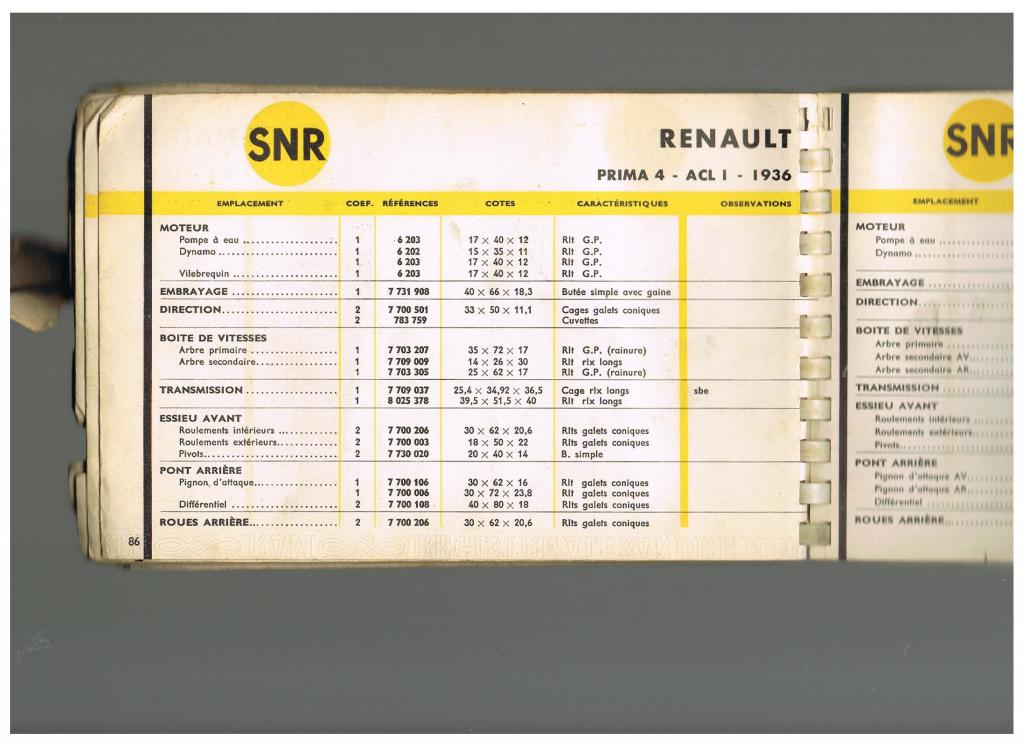 SNR
RENAULT
PRIMA 4 - ACL I - 1936
EMPLACEMENT COEF. RÉFÉRENCES COTES CARACTÉRISTIQUES OBSERVATIONS
MOTEUR
Pompe à eau .................... 1 6 203 17 × 40 × 12 Rlt G.P.
Dynamo ........................ 1 6 202 15 × 35 × 11 Rlt G.P.
1 6 203 17 × 40 × 12 Rlt G.P.
Vilebrequin .................... 1 6 203 17 × 40 × 12 Rlt G.P.
EMBRAYAGE .................... 1 7 731 908 40 × 66 × 18,3 Butée simple avec gaine
DIRECTION...................... 2 7 700 501 33 × 50 × 11,1 Cages galets coniques
2 783 759 Cuvettes
BOITE DE VITESSES
Arbre primaire ................. 1 7 703 207 35 × 72 × 17 Rlt G.P. (rainure)
Arbre secondaire................ 1 7 709 009 14 × 26 × 30 Rlt rlx longs
1 7 703 305 25 × 62 × 17 Rlt G.P. (rainure)
TRANSMISSION .................. 1 7 709 037 25,4 × 34,92 × 36,5 Cage rlx longs sbe
1 8 025 378 39,5 × 51,5 × 40 Rlt rlx longs
ESSIEU AVANT
Roulements intérieurs ........... 2 7 700 206 30 × 62 × 20,6 Rlts galets coniques
Roulements extérieurs............ 2 7 700 003 18 × 50 × 22 Rlts galets coniques
Pivots.......................... 2 7 730 020 20 × 40 × 14 B. simple
PONT ARRIÈRE
Pignon d'attaque................ 1 7 700 106 30 × 62 × 16 Rlt galets coniques
1 7 700 006 30 × 72 × 23,8 Rlt galets coniques
Différentiel .................... 2 7 700 108 40 × 80 × 18 Rlts galets coniques
ROUES ARRIÈRE.................. 2 7 700 206 30 × 62 × 20,6 Rlts galets coniques
86
SNR
EMPLACEMENT
MOTEUR
Pompe à eau ..............
Dynamo ..................
EMBRAYAGE ..............
DIRECTION................
BOITE DE VITESSES
Arbre primaire ............
Arbre secondaire AV.......
Arbre secondaire AR.......
TRANSMISSION ............
ESSIEU AVANT
Roulements intérieurs ......
Roulements extérieurs.......
Pivots.....................
PONT ARRIÈRE
Pignon d'attaque AV........
Pignon d'attaque AR........
Différentiel ................
ROUES ARRIÈRE.............